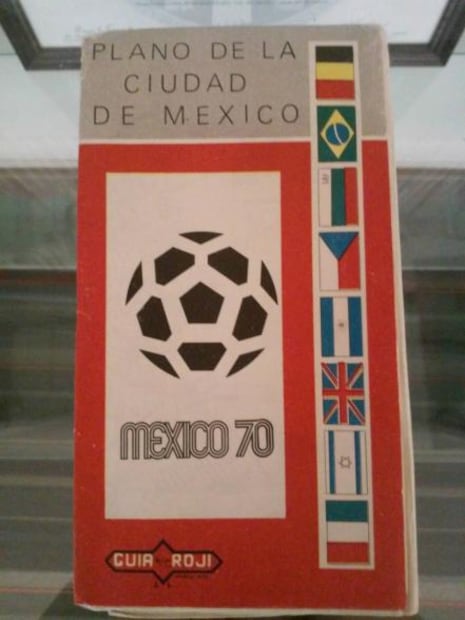 PLANO DE LA
CIUDAD
DE MEXICO
MEXICO 70
GUIA ROJI